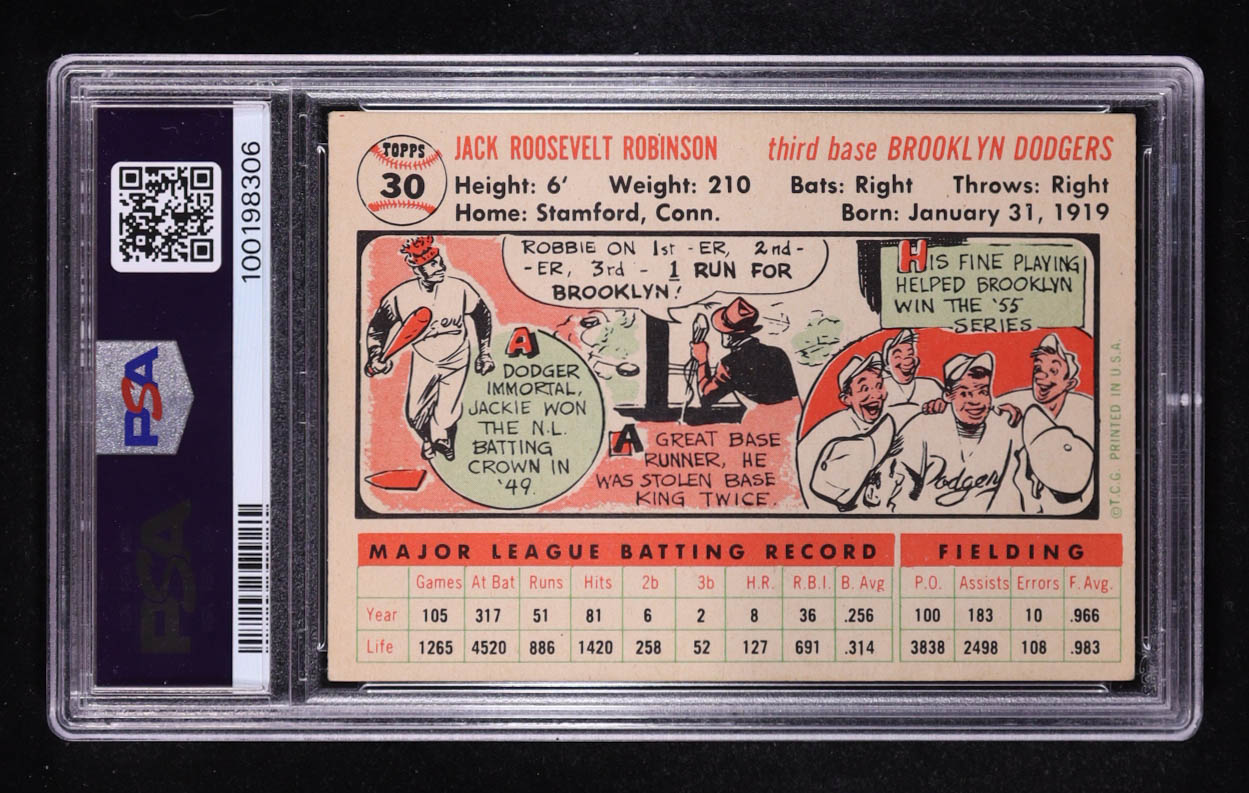 100198306
PSA
PSA
TOPPS
30
JACK ROOSEVELT ROBINSON third base BROOKLYN DODGERS
Height: 6' Weight: 210 Bats: Right Throws: Right
Home: Stamford, Conn. Born: January 31, 1919
A
DODGER
IMMORTAL,
JACKIE WON
THE N.L.
BATTING
CROWN IN
'49.
ROBBIE ON 1st -ER, 2nd-
-ER, 3rd - 1 RUN FOR
BROOKLYN!
A GREAT BASE
RUNNER, HE
WAS STOLEN BASE
KING TWICE.
HIS FINE PLAYING
HELPED BROOKLYN
WIN THE '55
SERIES
Dodgers
©T.C.G. PRINTED IN U.S.A.
MAJOR LEAGUE BATTING RECORD FIELDING
Games At Bat Runs Hits 2b 3b H.R. R.B.I. B. Avg P.O. Assists Errors F. Avg.
Year 105 317 51 81 6 2 8 36 .256 100 183 10 .966
Life 1265 4520 886 1420 258 52 127 691 .314 3838 2498 108 .983